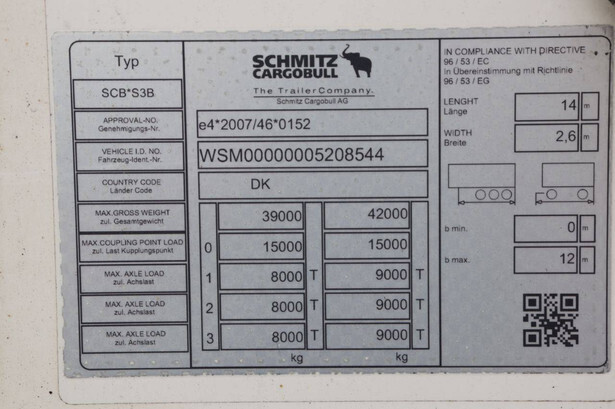 Typ
SCB*S3B
SCHMITZ
CARGOBULL
The TrailerCompany.
Schmitz Cargobull AG
APPROVAL-NO.
Genehmigungs-Nr.
e4*2007/46*0152
VEHICLE I.D. NO.
Fahrzeug-Ident.-Nr.
WSM00000005208544
COUNTRY CODE
Länder Code
DK
MAX.GROSS WEIGHT
zul. Gesamtgewicht
39000 T 42000
MAX.COUPLING POINT LOAD
zul. Last Kupplungspunkt
0 15000 15000
MAX. AXLE LOAD
zul. Achslast
1 8000 T 9000 T
MAX. AXLE LOAD
zul. Achslast
2 8000 T 9000 T
MAX. AXLE LOAD
zul. Achslast
3 8000 T 9000 T
kg kg
IN COMPLIANCE WITH DIRECTIVE
96 / 53 / EC
In Übereinstimmung mit Richtlinie
96 / 53 / EG
LENGHT
Länge
14 m
WIDTH
Breite
2,6 m
b min. 0 m
b max. 12 m